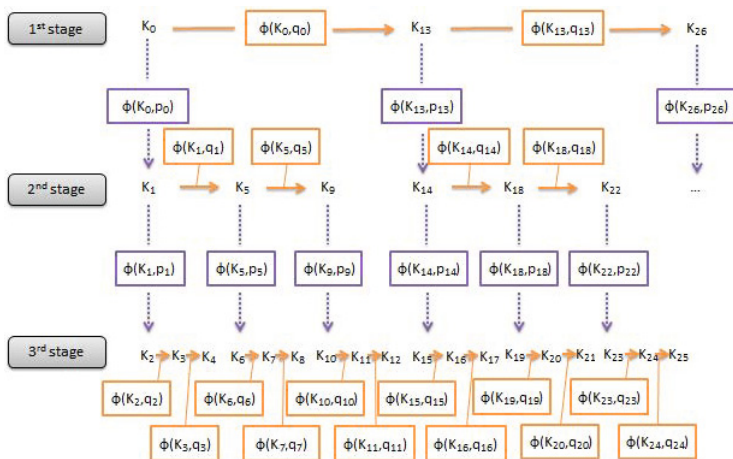 1st stage K0 ϕ(K0,q0) K13 ϕ(K13,q13) K26
ϕ(K0,p0) ϕ(K13,p13) ϕ(K26,p26)
ϕ(K1,q1) ϕ(K5,q5) ϕ(K14,q14) ϕ(K18,q18)
2nd stage K1 K5 K9 K14 K18 K22 ...
ϕ(K1,p1) ϕ(K5,p5) ϕ(K9,p9) ϕ(K14,p14) ϕ(K18,p18) ϕ(K22,p22)
3rd stage K2 K3 K4 K6 K7 K8 K10 K11 K12 K15 K16 K17 K19 K20 K21 K23 K24 K25
ϕ(K2,q2) ϕ(K6,q6) ϕ(K10,q10) ϕ(K15,q15) ϕ(K19,q19) ϕ(K23,q23)
ϕ(K3,q3) ϕ(K7,q7) ϕ(K11,q11) ϕ(K16,q16) ϕ(K20,q20) ϕ(K24,q24)